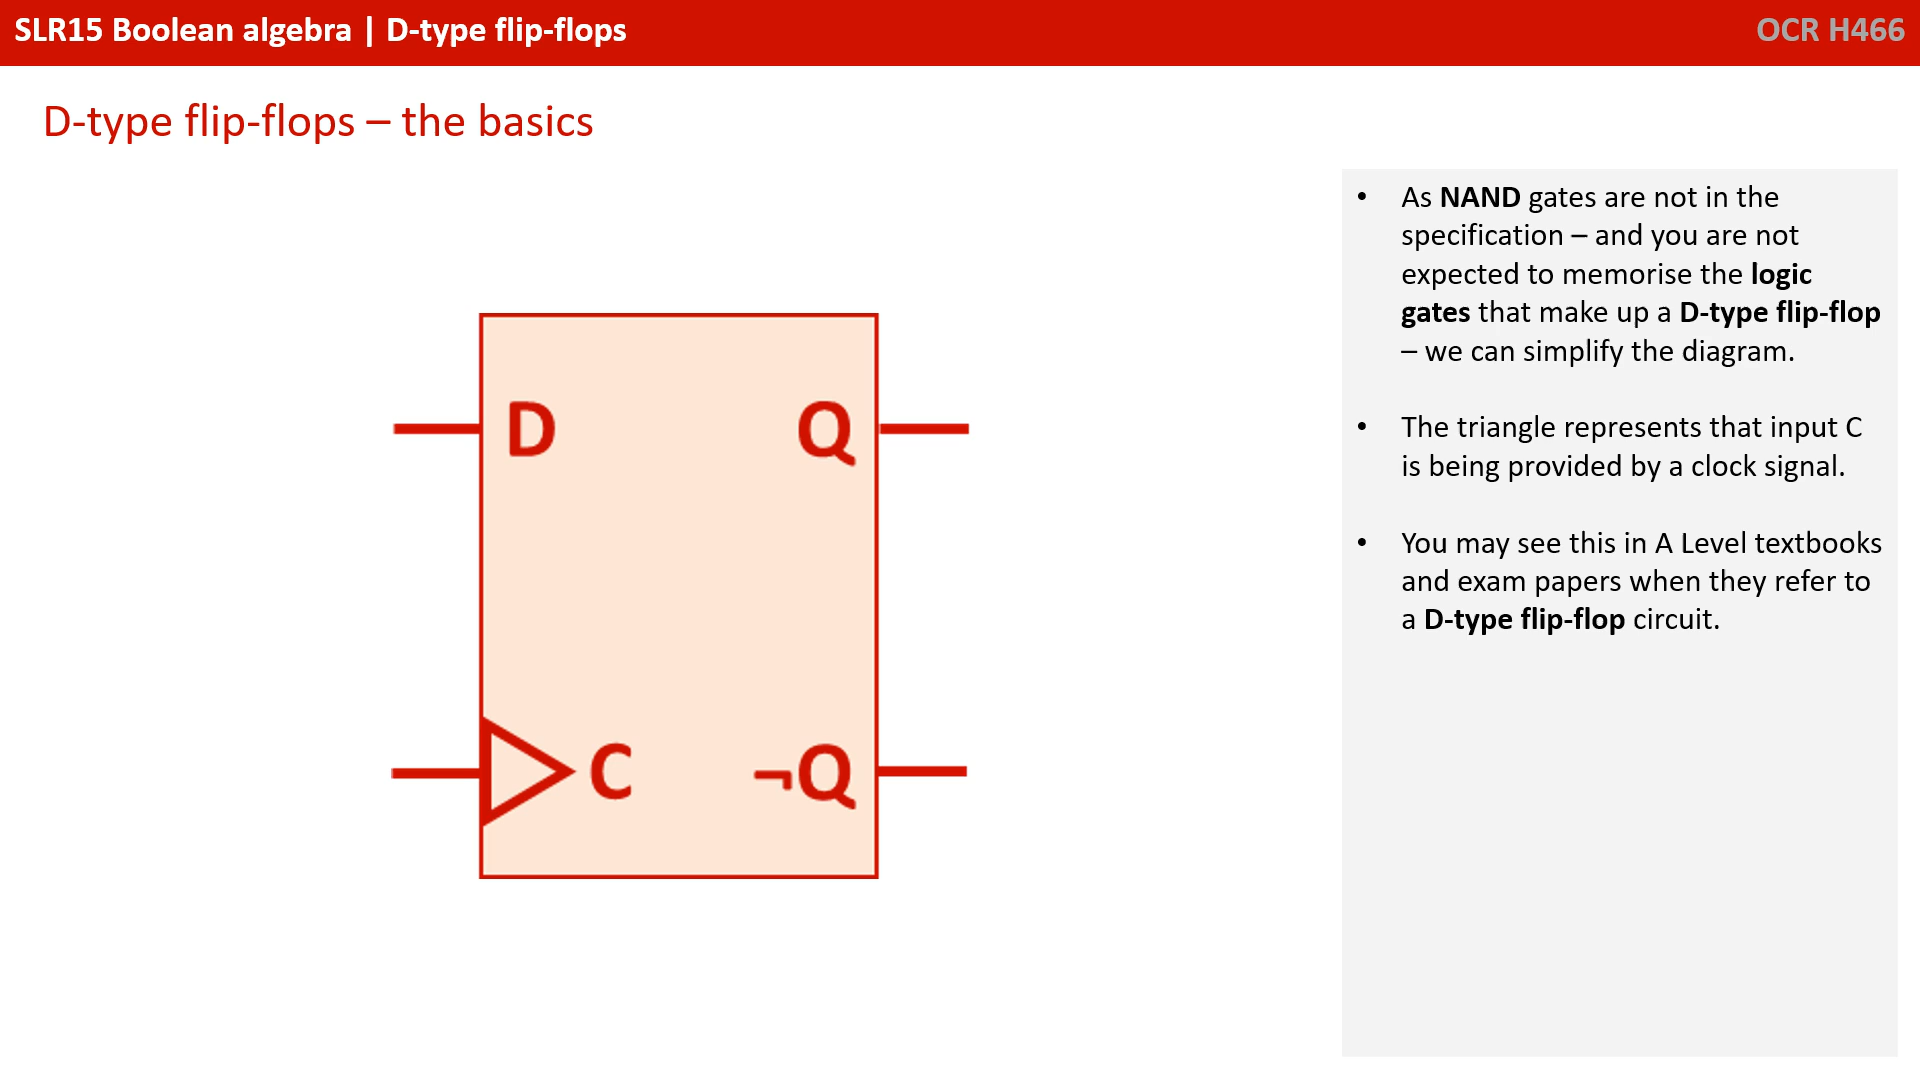 SLR15 Boolean algebra | D-type flip-flops
OCR H466
D-type flip-flops – the basics
D
Q
C
¬Q
• As NAND gates are not in the
specification – and you are not
expected to memorise the logic
gates that make up a D-type flip-flop
– we can simplify the diagram.
• The triangle represents that input C
is being provided by a clock signal.
• You may see this in A Level textbooks
and exam papers when they refer to
a D-type flip-flop circuit.